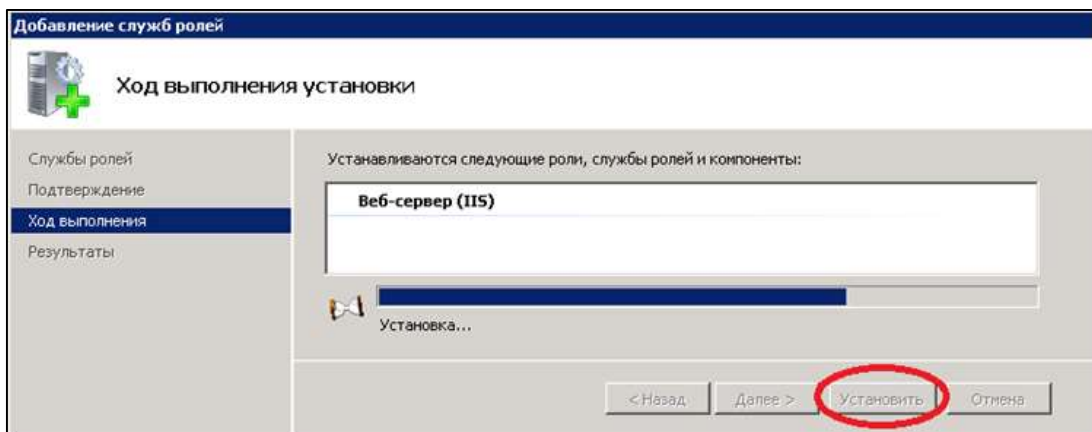 Добавление служб ролей
Ход выполнения установки
Службы ролей
Подтверждение
Ход выполнения
Результаты
Устанавливаются следующие роли, службы ролей и компоненты:
Веб-сервер (IIS)
Установка...
< Назад
Далее >
Установить
Отмена